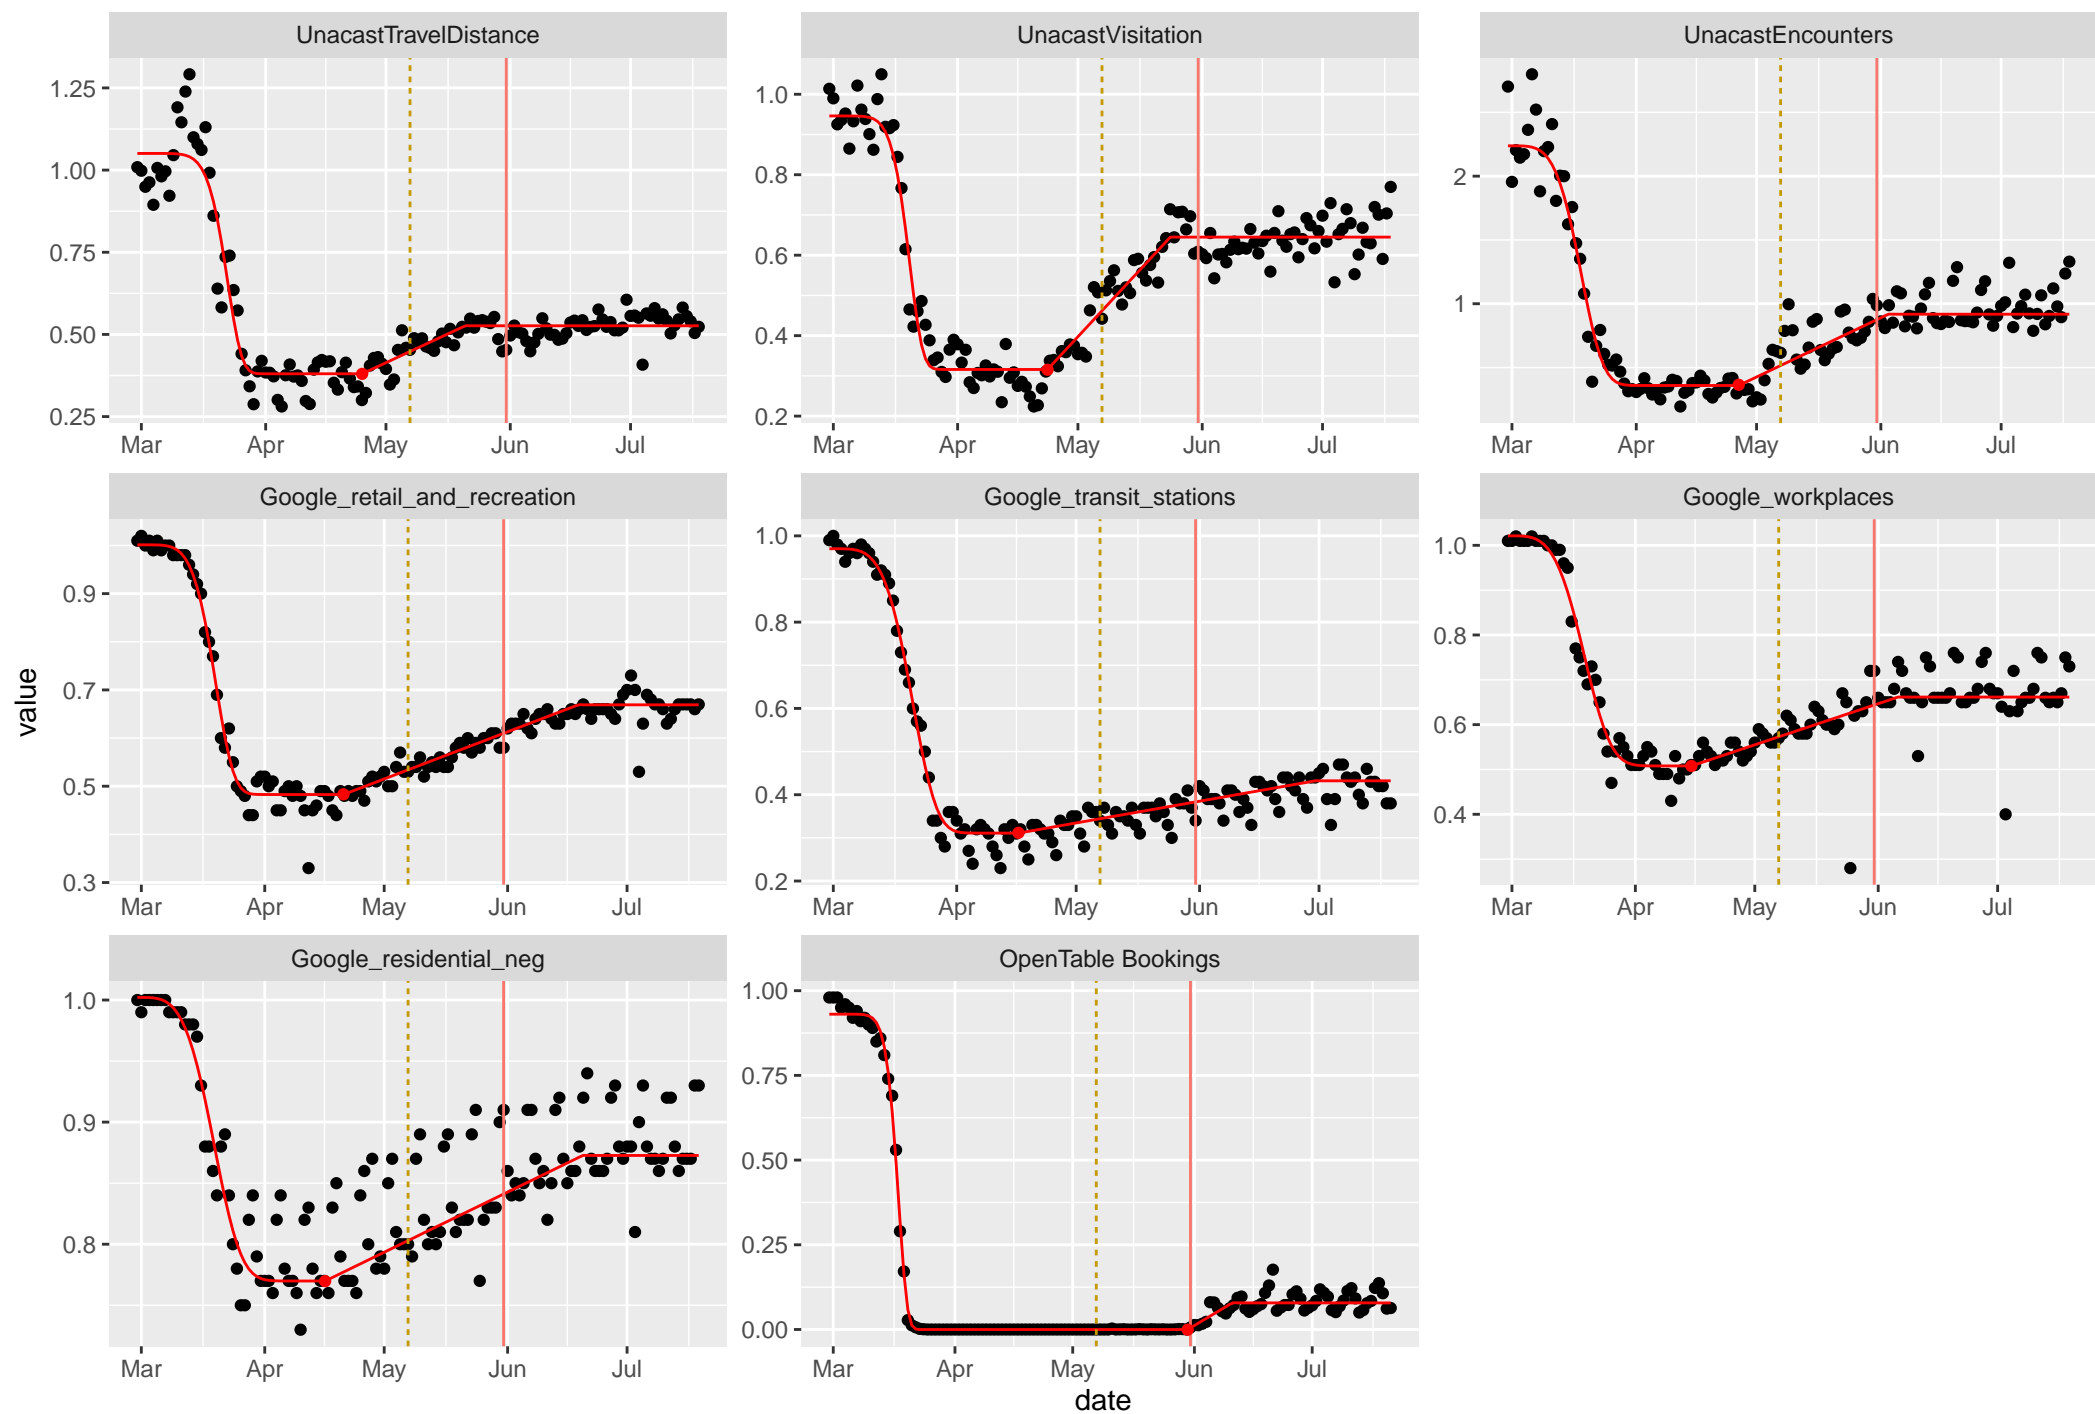 UnacastTravelDistance
UnacastVisitation
UnacastEncounters
1.25
1.00
0.75
0.50
0.25
1.0
0.8
0.6
0.4
0.2
2
1
Mar Apr May Jun Jul
Mar Apr May Jun Jul
Mar Apr May Jun Jul
Google_retail_and_recreation
Google_transit_stations
Google_workplaces
0.9
0.7
0.5
0.3
1.0
0.8
0.6
0.4
0.2
1.0
0.8
0.6
0.4
Mar Apr May Jun Jul
Mar Apr May Jun Jul
Mar Apr May Jun Jul
value
Google_residential_neg
OpenTable Bookings
1.0
0.9
0.8
1.00
0.75
0.50
0.25
0.00
Mar Apr May Jun Jul
Mar Apr May Jun Jul
date